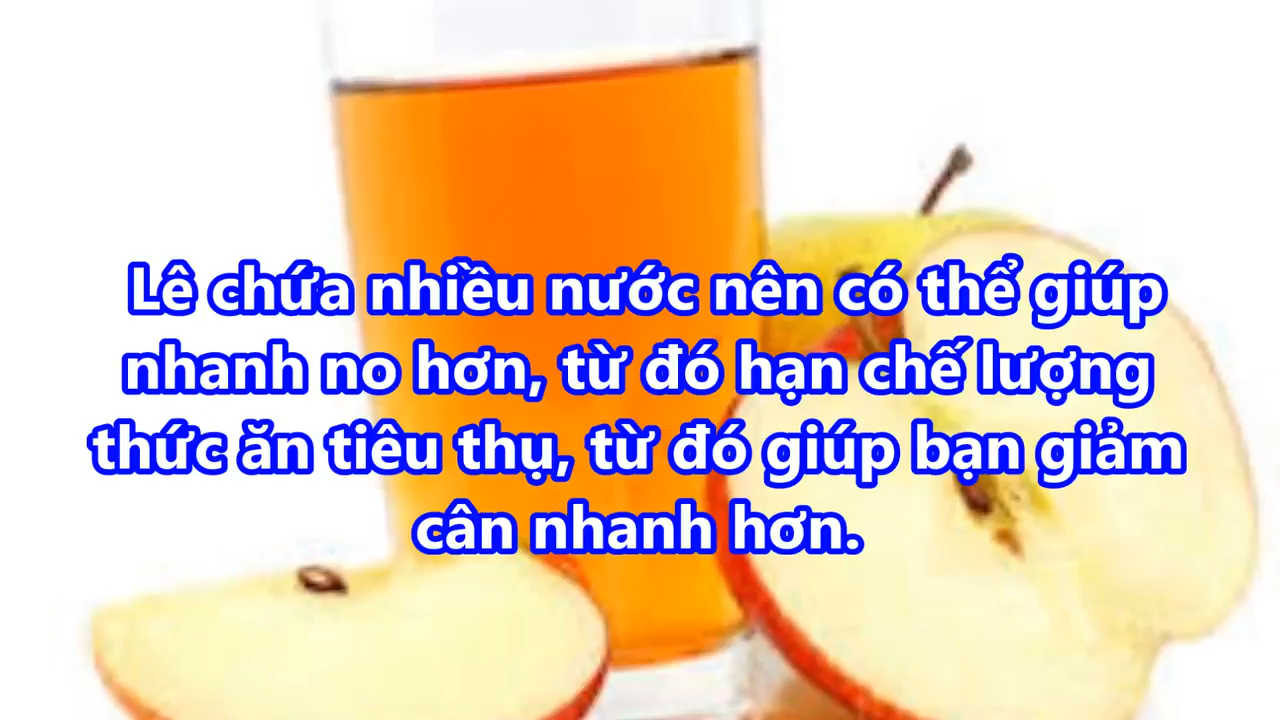 Lê chứa nhiều nước nên có thể giúp
nhanh no hơn, từ đó hạn chế lượng
thức ăn tiêu thụ, từ đó giúp bạn giảm
cân nhanh hơn.